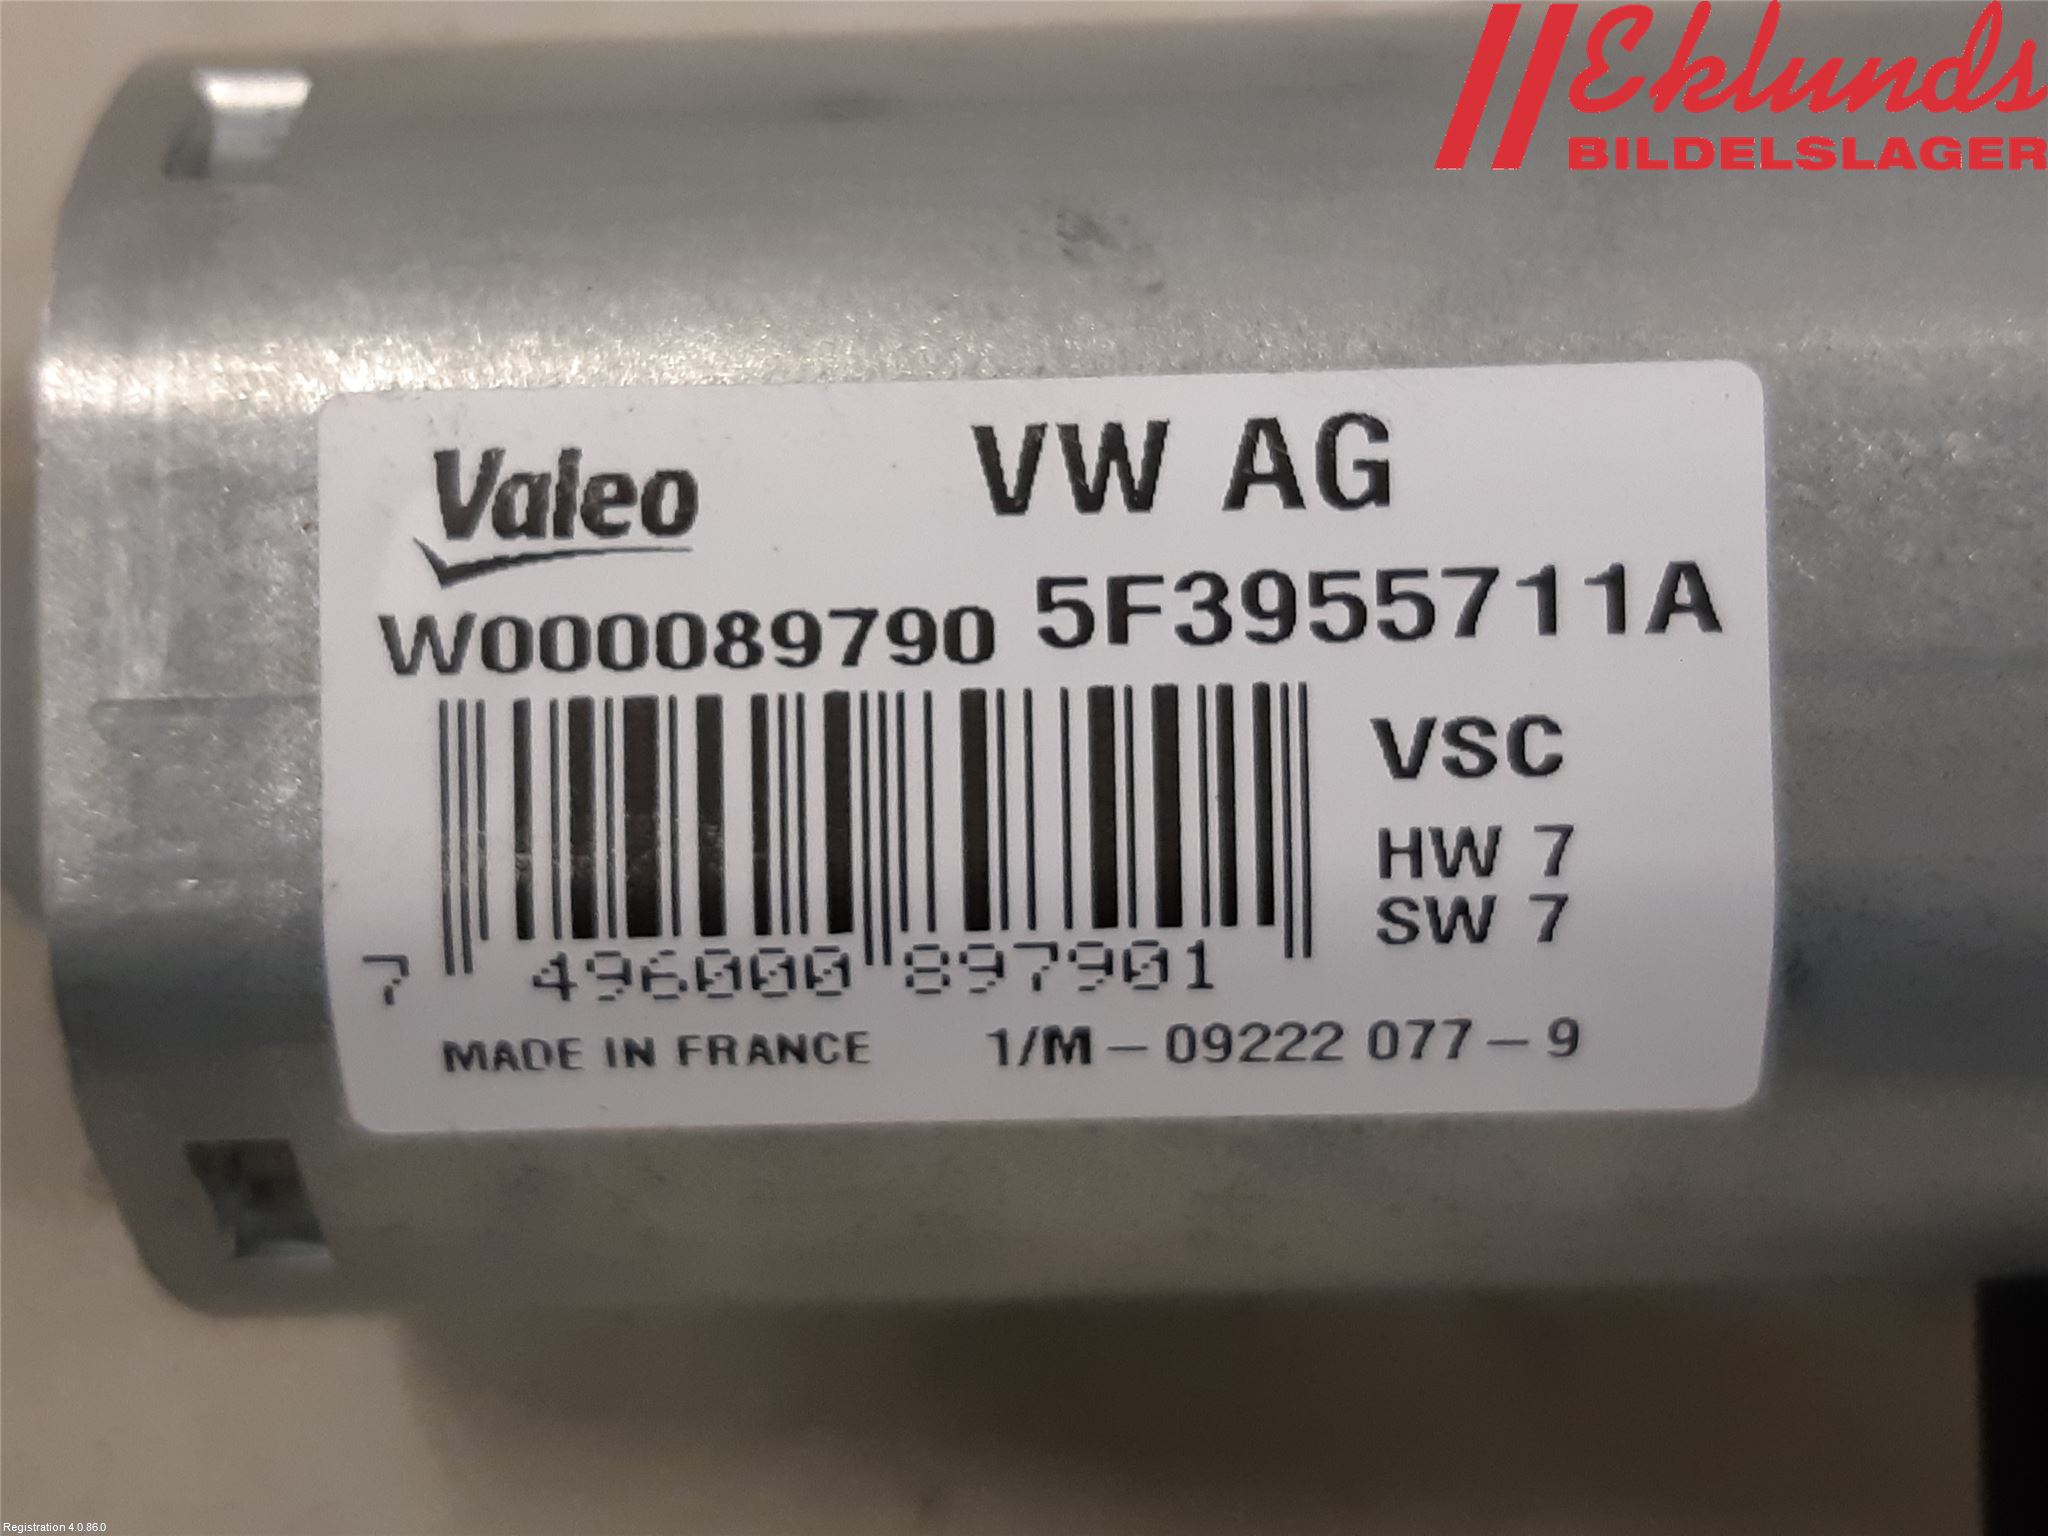 Eklunds
BILDELSLAGER
Valeo
VW AG
W000089790 5F3955711A
VSC
HW 7
SW 7
7 496000 897901
MADE IN FRANCE 1/M-09222 077-9
Registration 4.0.86.0